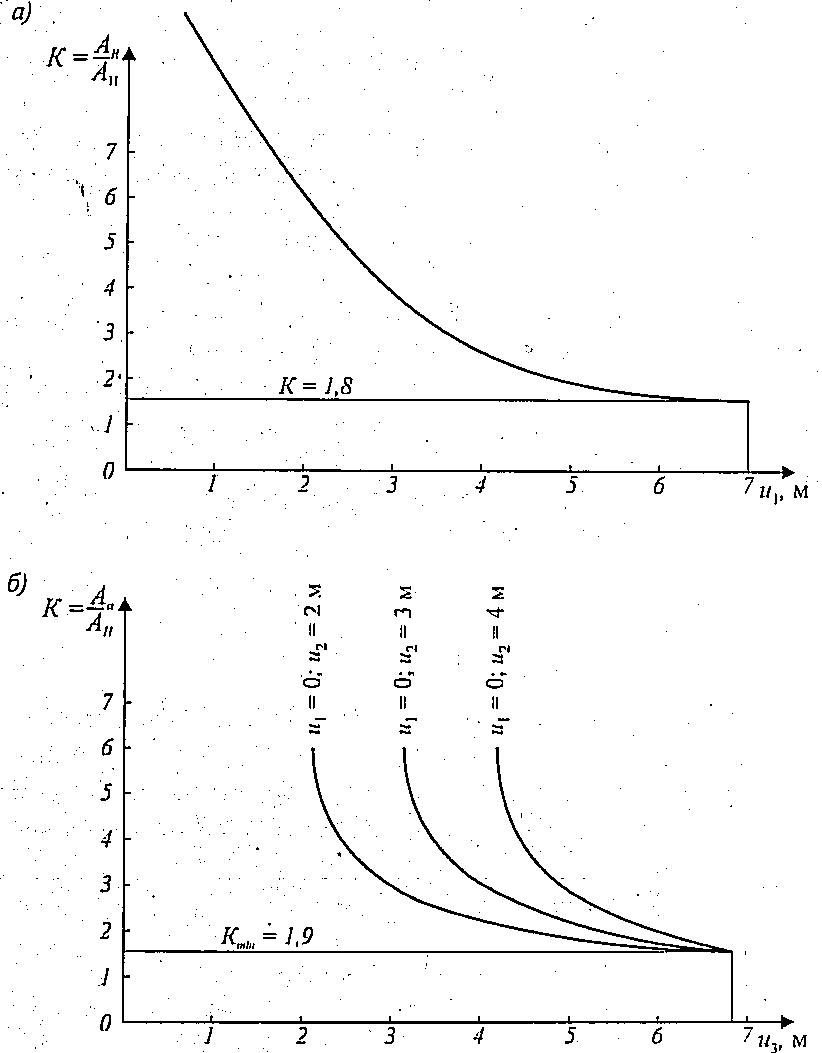 а)
K = Aн/AП
7
6
5
4
3
2
1
0
K = 1,8
1 2 3 4 5 6 7 u₁, м
б)
K = Aн/AП
7
6
5
4
3
2
1
0
u₁ = 0; u₂ = 2 м
u₁ = 0; u₂ = 3 м
u₁ = 0; u₂ = 4 м
Kmin = 1,9
1 2 3 4 5 6 7 u₃, м